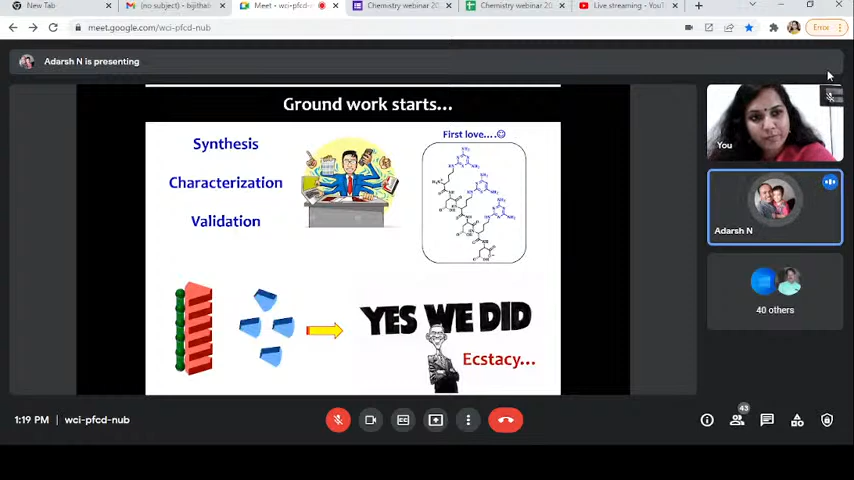 New Tab
(no subject) - bijitha
Meet - wci-pfcd-nub
Chemistry webinar 20
Chemistry webinar 20
Live streaming - YouT
meet.google.com/wci-pfcd-nub
Error
Adarsh N is presenting
Ground work starts...
Synthesis
Characterization
Validation
First love....☺
YES WE DID
Ecstacy...
You
Adarsh N
40 others
1:19 PM | wci-pfcd-nub
43